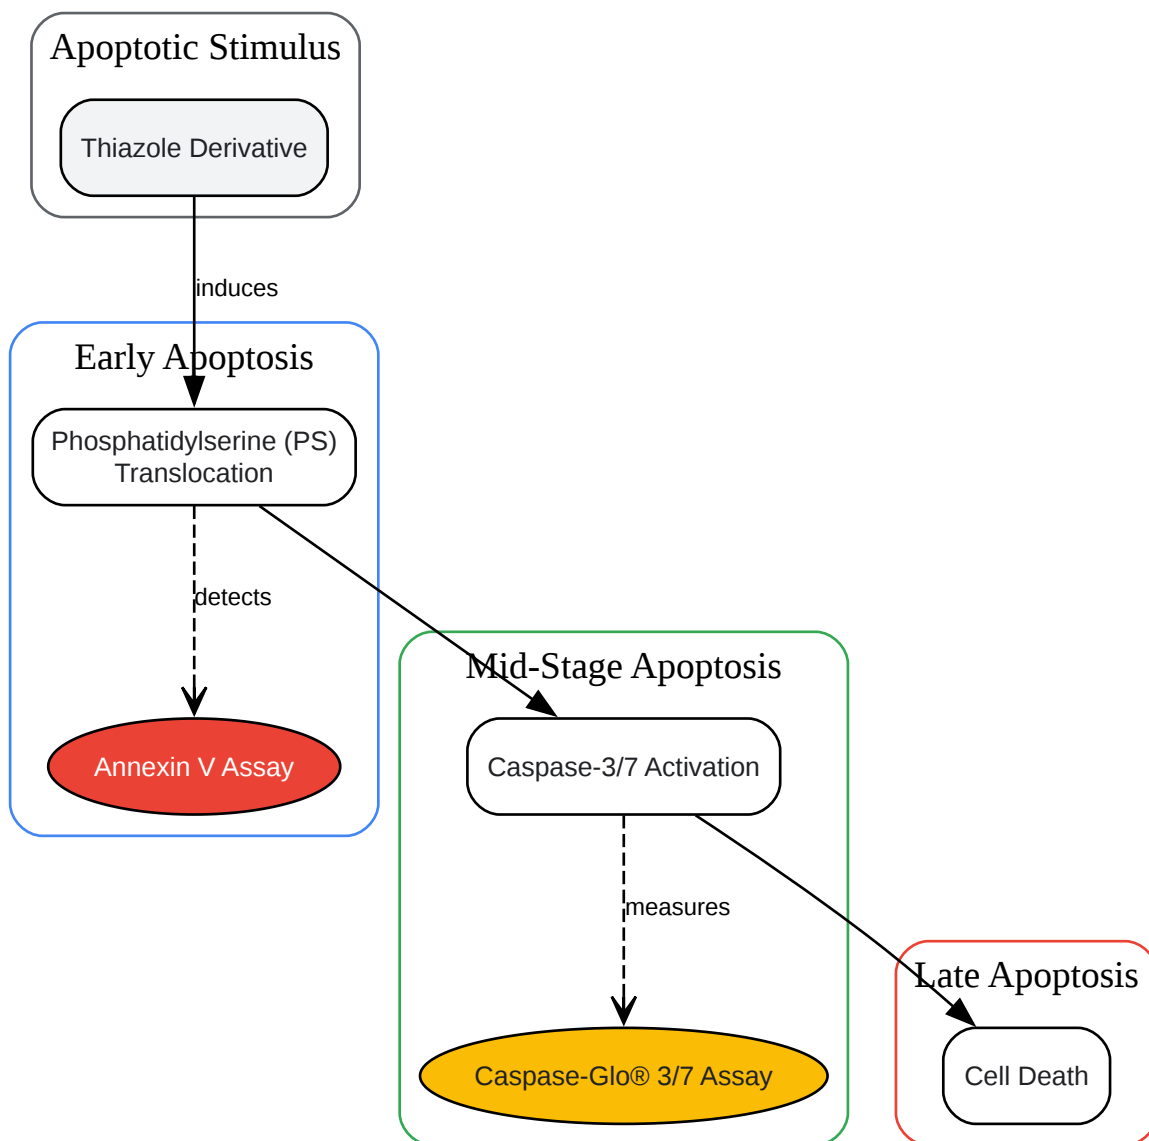 Apoptotic Stimulus
Thiazole Derivative
induces
Early Apoptosis
Phosphatidylserine (PS)
Translocation
detects
Annexin V Assay
Mid-Stage Apoptosis
Caspase-3/7 Activation
measures
Caspase-Glo® 3/7 Assay
Late Apoptosis
Cell Death